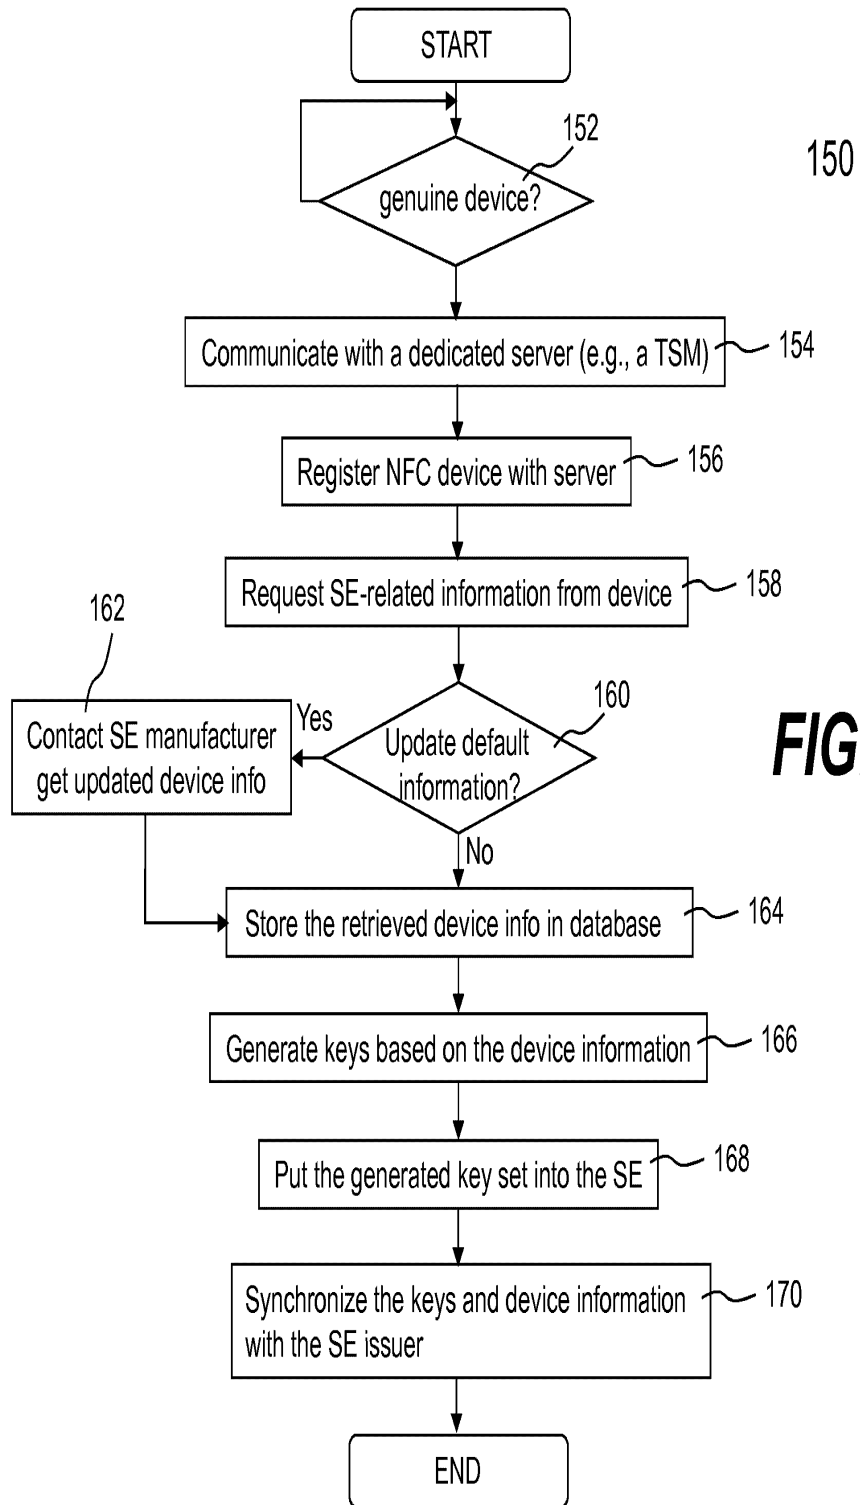 START
152
150
genuine device?
Communicate with a dedicated server (e.g., a TSM)
154
Register NFC device with server
156
Request SE-related information from device
158
162
160
Contact SE manufacturer
get updated device info
Yes
Update default
information?
FIG.
No
Store the retrieved device info in database
164
Generate keys based on the device information
166
Put the generated key set into the SE
168
Synchronize the keys and device information
with the SE issuer
170
END